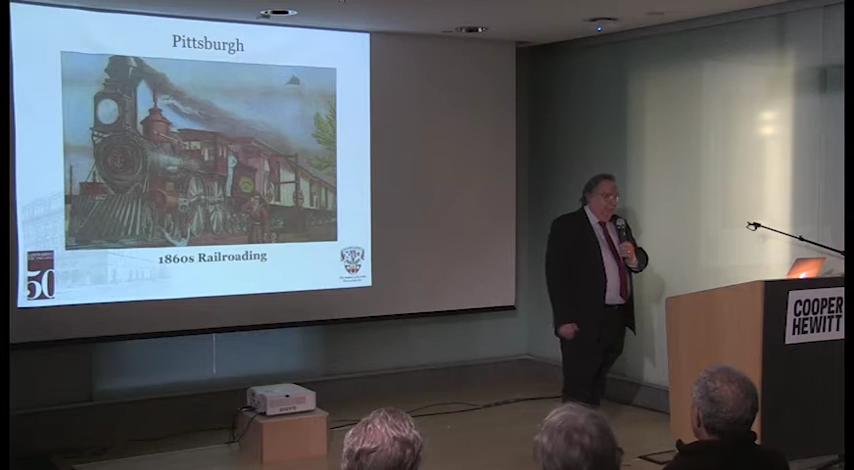 Pittsburgh
1860s Railroading
50
COOPER
HEWITT